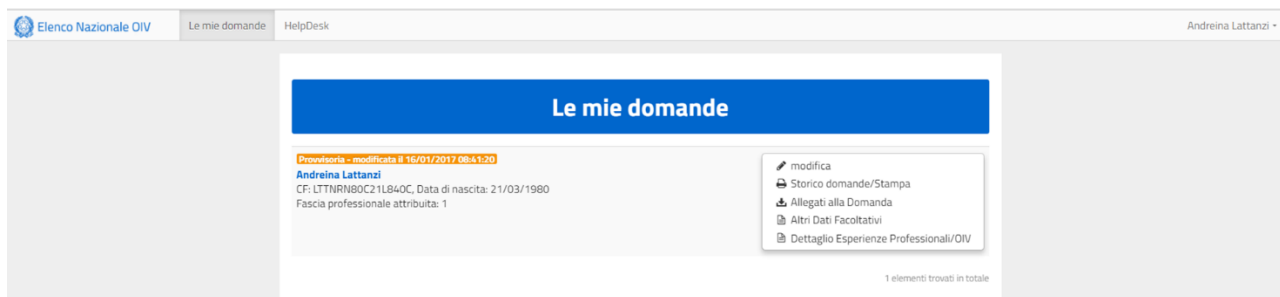 Elenco Nazionale OIV
Le mie domande
HelpDesk
Andreina Lattanzi
Le mie domande
Provvisoria - modificata il 16/01/2017 08:41:20
Andreina Lattanzi
CF: LTTNRN80C21L840C, Data di nascita: 21/03/1980
Fascia professionale attribuita: 1
modifica
Storico domande/Stampa
Allegati alla Domanda
Altri Dati Facoltativi
Dettaglio Esperienze Professionali/OIV
1 elementi trovati in totale